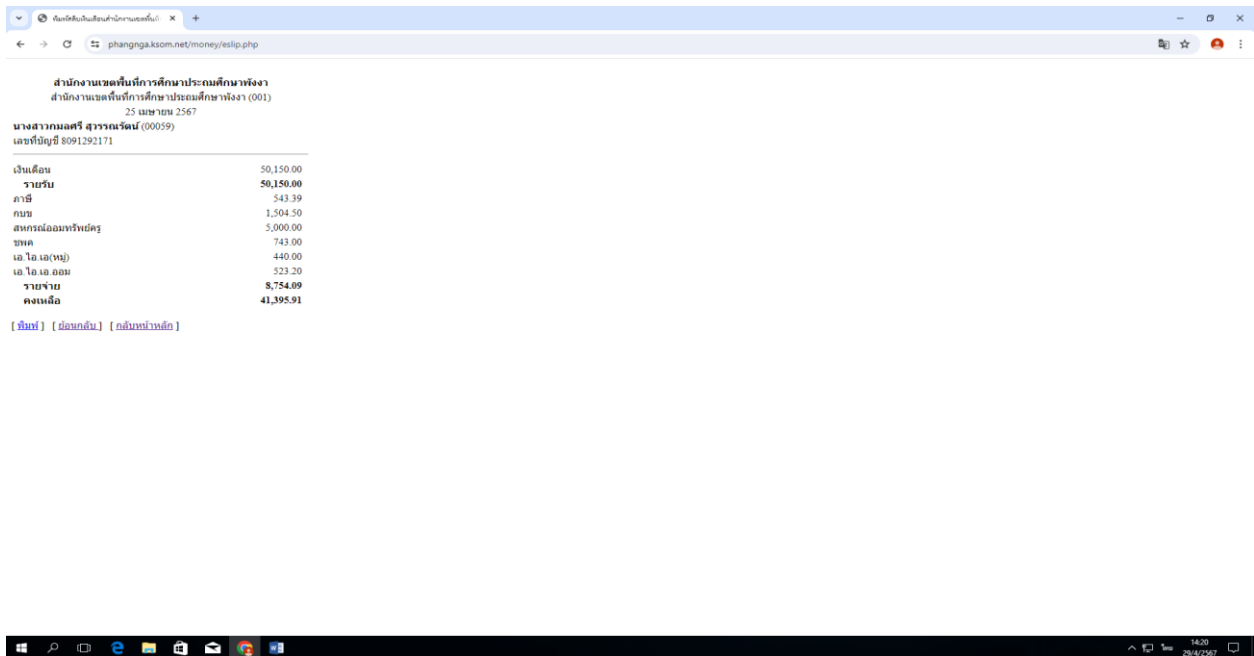 phangnga.ksom.net/money/eslip.php
สำนักงานเขตพื้นที่การศึกษาประถมศึกษาพังงา
สำนักงานเขตพื้นที่การศึกษาประถมศึกษาพังงา (001)
25 เมษายน 2567
นางสาวกมลศรี สุวรรณรัตน์ (00059)
เลขที่บัญชี 8091292171
เงินเดือน 50,150.00
รายรับ 50,150.00
ภาษี 543.39
กบข 1,504.50
สหกรณ์ออมทรัพย์ครู 5,000.00
ชพค 743.00
เอ.ไอ.เอ(หมู่) 440.00
เอ.ไอ.เอ.ออม 523.20
รายจ่าย 8,754.09
คงเหลือ 41,395.91
[ พิมพ์ ] [ ย้อนกลับ ] [ กลับหน้าหลัก ]
14:20
29/4/2567